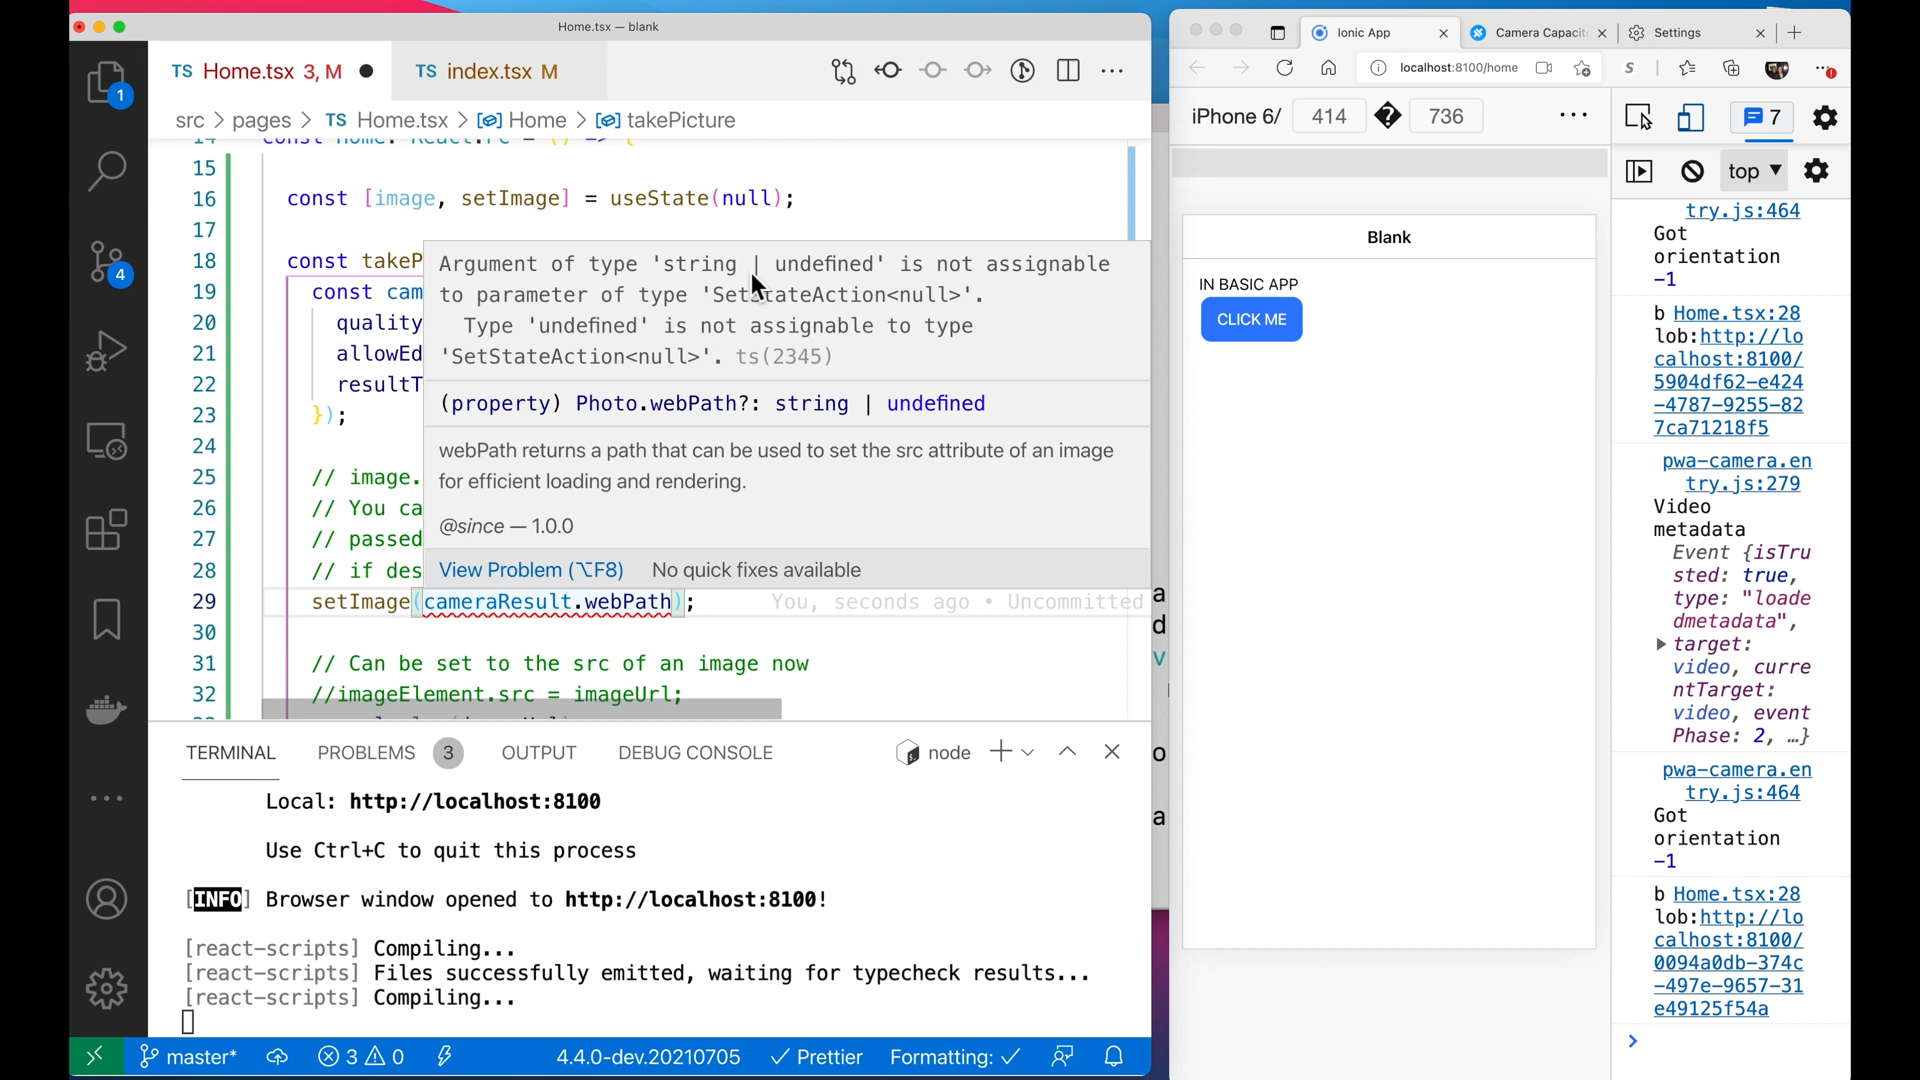 Home.tsx — blank
TS Home.tsx 3, M
TS index.tsx M
src > pages > TS Home.tsx > Home > takePicture
14 const Home: React.FC = () => {
15
16 const [image, setImage] = useState(null);
17
18 const takeP
19 const cam
20 quality
21 allowEd
22 resultT
23 });
24
25 // image.
26 // You ca
27 // passed
28 // if des
29 setImage(cameraResult.webPath); You, seconds ago • Uncommitted
30
31 // Can be set to the src of an image now
32 //imageElement.src = imageUrl;
Argument of type 'string | undefined' is not assignable
to parameter of type 'SetStateAction<null>'.
Type 'undefined' is not assignable to type
'SetStateAction<null>'. ts(2345)
(property) Photo.webPath?: string | undefined
webPath returns a path that can be used to set the src attribute of an image
for efficient loading and rendering.
@since — 1.0.0
View Problem (⌥F8) No quick fixes available
1
4
TERMINAL PROBLEMS 3 OUTPUT DEBUG CONSOLE node
Local: http://localhost:8100
Use Ctrl+C to quit this process
[INFO] Browser window opened to http://localhost:8100!
[react-scripts] Compiling...
[react-scripts] Files successfully emitted, waiting for typecheck results...
[react-scripts] Compiling...
master* 3 0 4.4.0-dev.20210705 Prettier Formatting:
a
d
v
o
a
Ionic App
Camera Capacit
Settings
localhost:8100/home
S
iPhone 6/ 414 � 736
7
top
Blank
IN BASIC APP
CLICK ME
try.js:464
Got
orientation
-1
b Home.tsx:28
lob:http://lo
calhost:8100/
5904df62-e424
-4787-9255-82
7ca71218f5
pwa-camera.en
try.js:279
Video
metadata
Event {isTru
sted: true,
type: "loade
dmetadata",
target:
video, curre
ntTarget:
video, event
Phase: 2, …}
pwa-camera.en
try.js:464
Got
orientation
-1
b Home.tsx:28
lob:http://lo
calhost:8100/
0094a0db-374c
-497e-9657-31
e49125f54a